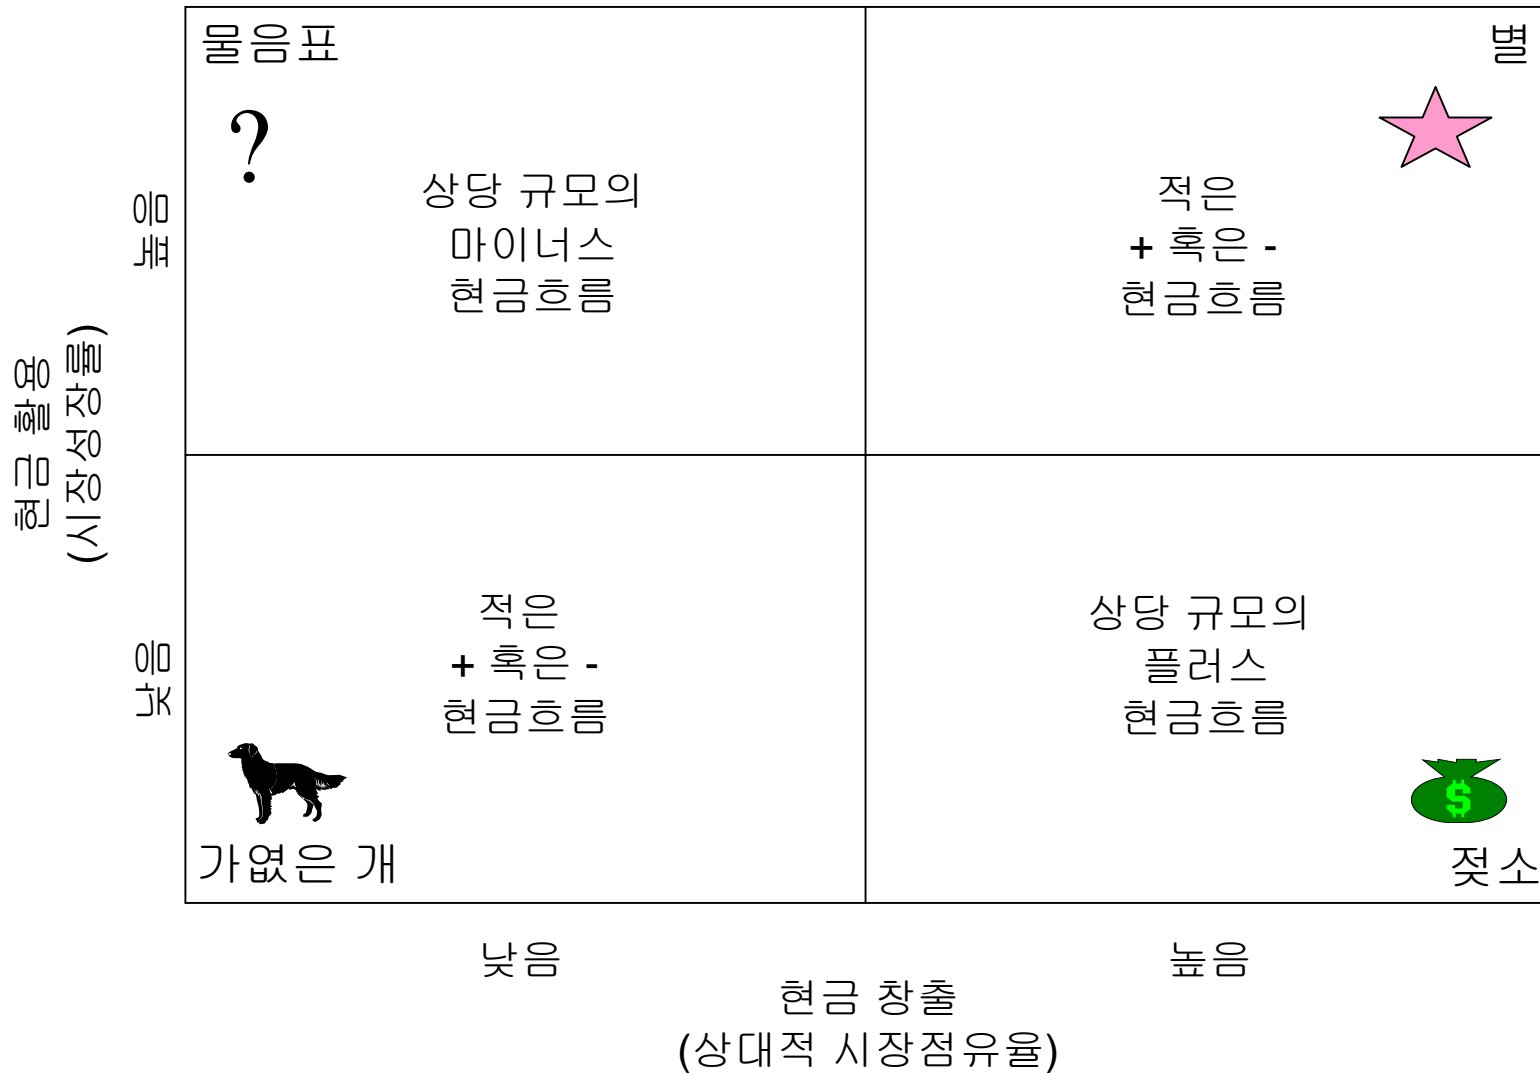 물음표
?
상당 규모의
마이너스
현금흐름
별
적은
+ 혹은 -
현금흐름
높음
현금 활용
(시장성장률)
낮음
적은
+ 혹은 -
현금흐름
가엾은 개
상당 규모의
플러스
현금흐름
$
젖소
낮음
높음
현금 창출
(상대적 시장점유율)